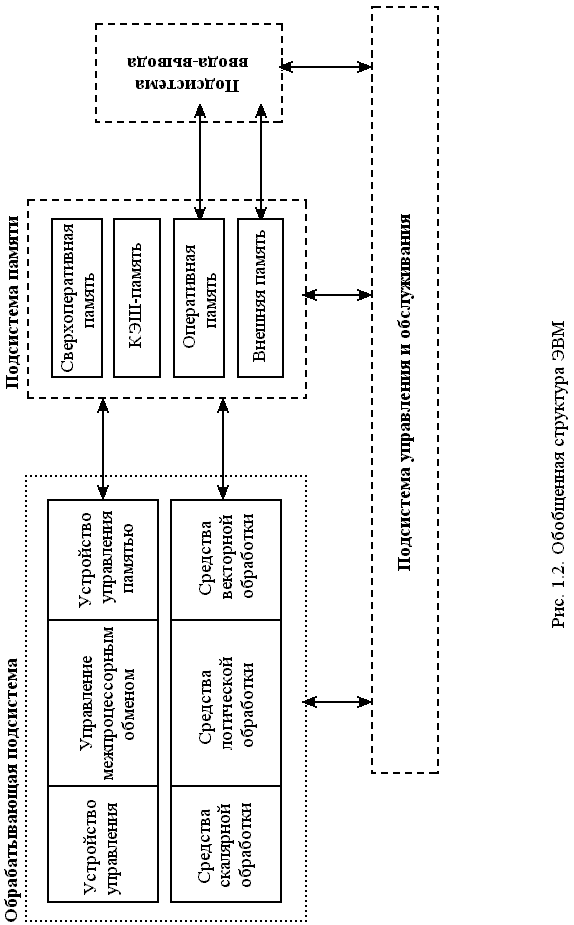 Обрабатывающая подсистема
Устройство
управления
Управление
межпроцессорным
обменом
Устройство
управления
памятью
Средства
скалярной
обработки
Средства
логической
обработки
Средства
векторной
обработки
Подсистема памяти
Сверхоперативная
память
КЭШ-память
Оперативная
память
Внешняя память
Подсистема
ввода-вывода
Подсистема управления и обслуживания
Рис. 1.2. Обобщенная структура ЭВМ